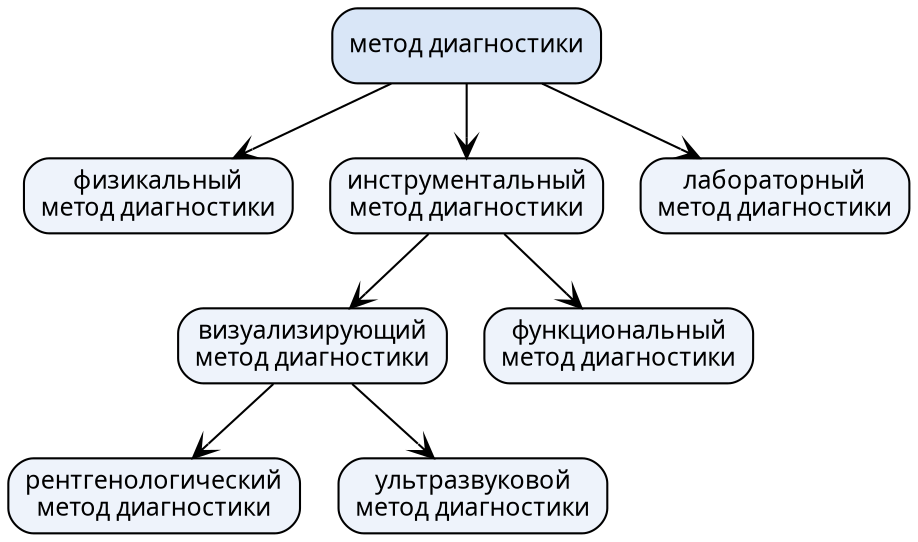 метод диагностики
физикальный
метод диагностики
инструментальный
метод диагностики
лабораторный
метод диагностики
визуализирующий
метод диагностики
функциональный
метод диагностики
рентгенологический
метод диагностики
ультразвуковой
метод диагностики